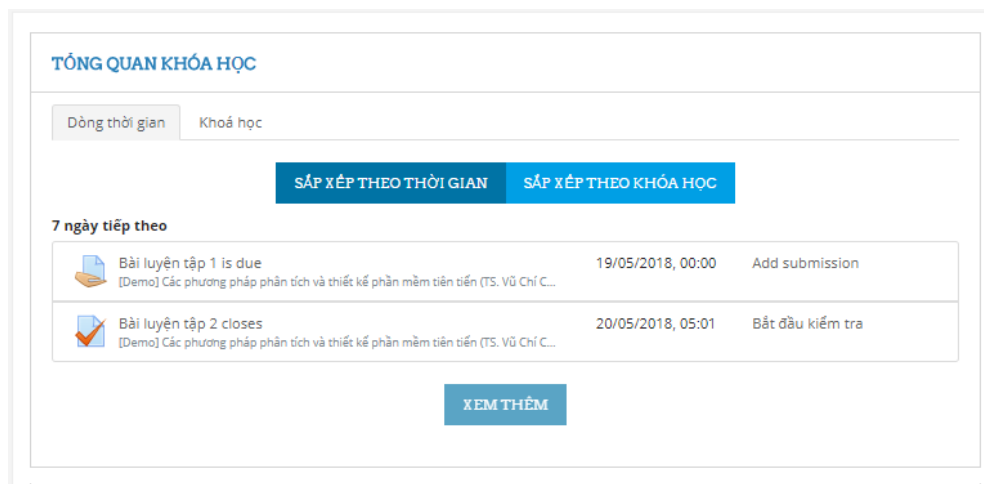 TỔNG QUAN KHÓA HỌC
Dòng thời gian Khoá học
SẮP XẾP THEO THỜI GIAN SẮP XẾP THEO KHÓA HỌC
7 ngày tiếp theo
Bài luyện tập 1 is due 19/05/2018, 00:00 Add submission
[Demo] Các phương pháp phân tích và thiết kế phần mềm tiên tiến (TS. Vũ Chí C...
Bài luyện tập 2 closes 20/05/2018, 05:01 Bắt đầu kiểm tra
[Demo] Các phương pháp phân tích và thiết kế phần mềm tiên tiến (TS. Vũ Chí C...
XEM THÊM